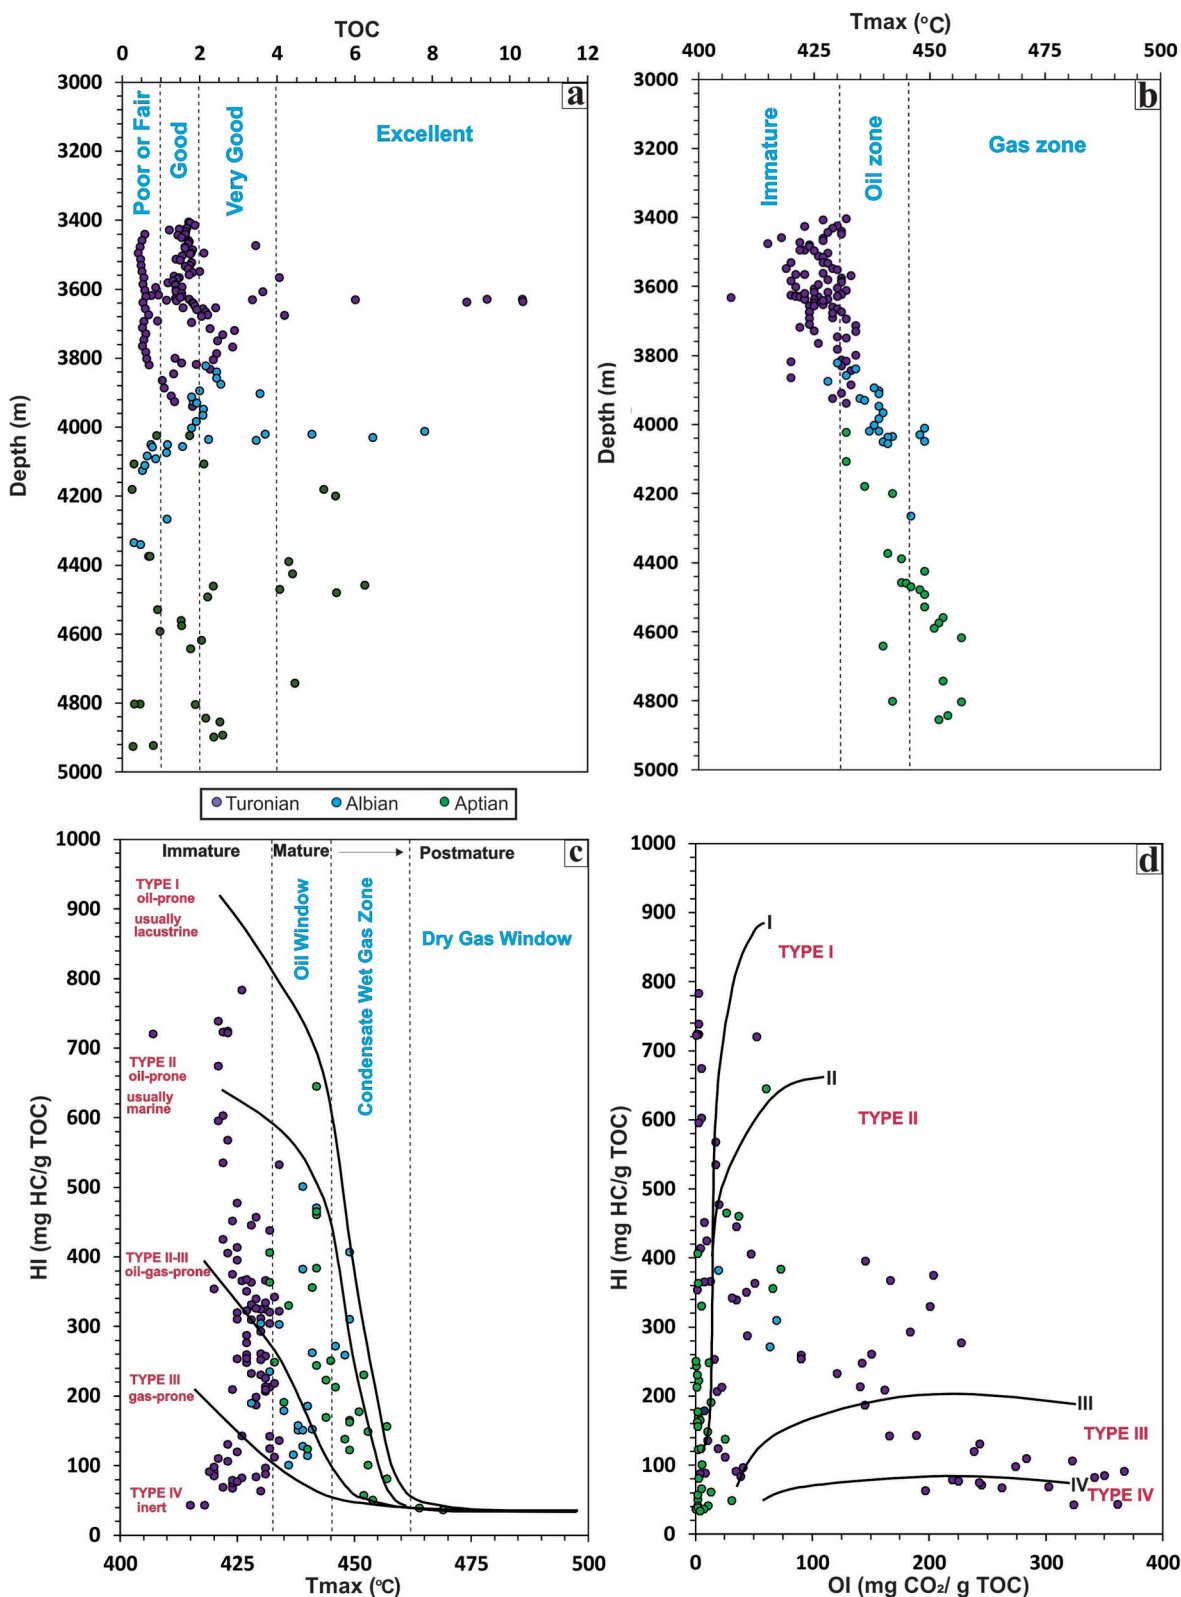 TOC
0 2 4 6 8 10 12
a
3000
3200
3400
3600
3800
4000
4200
4400
4600
4800
5000
Depth (m)
Poor or Fair
Good
Very Good
Excellent
Tmax (°C)
400 425 450 475 500
b
3000
3200
3400
3600
3800
4000
4200
4400
4600
4800
5000
Depth (m)
Immature
Oil zone
Gas zone
Turonian Albian Aptian
1000
900
800
700
600
500
400
300
200
100
0
HI (mg HC/g TOC)
Immature Mature Postmature
c
TYPE I
oil-prone
usually
lacustrine
Oil Window
Condensate Wet Gas Zone
Dry Gas Window
TYPE II
oil-prone
usually
marine
TYPE II-III
oil-gas-prone
TYPE III
gas-prone
TYPE IV
inert
400 425 450 475 500
Tmax (°C)
1000
900
800
700
600
500
400
300
200
100
0
HI (mg HC/g TOC)
d
I
TYPE I
II
TYPE II
III
TYPE III
IV
TYPE IV
0 100 200 300 400
OI (mg CO₂/ g TOC)